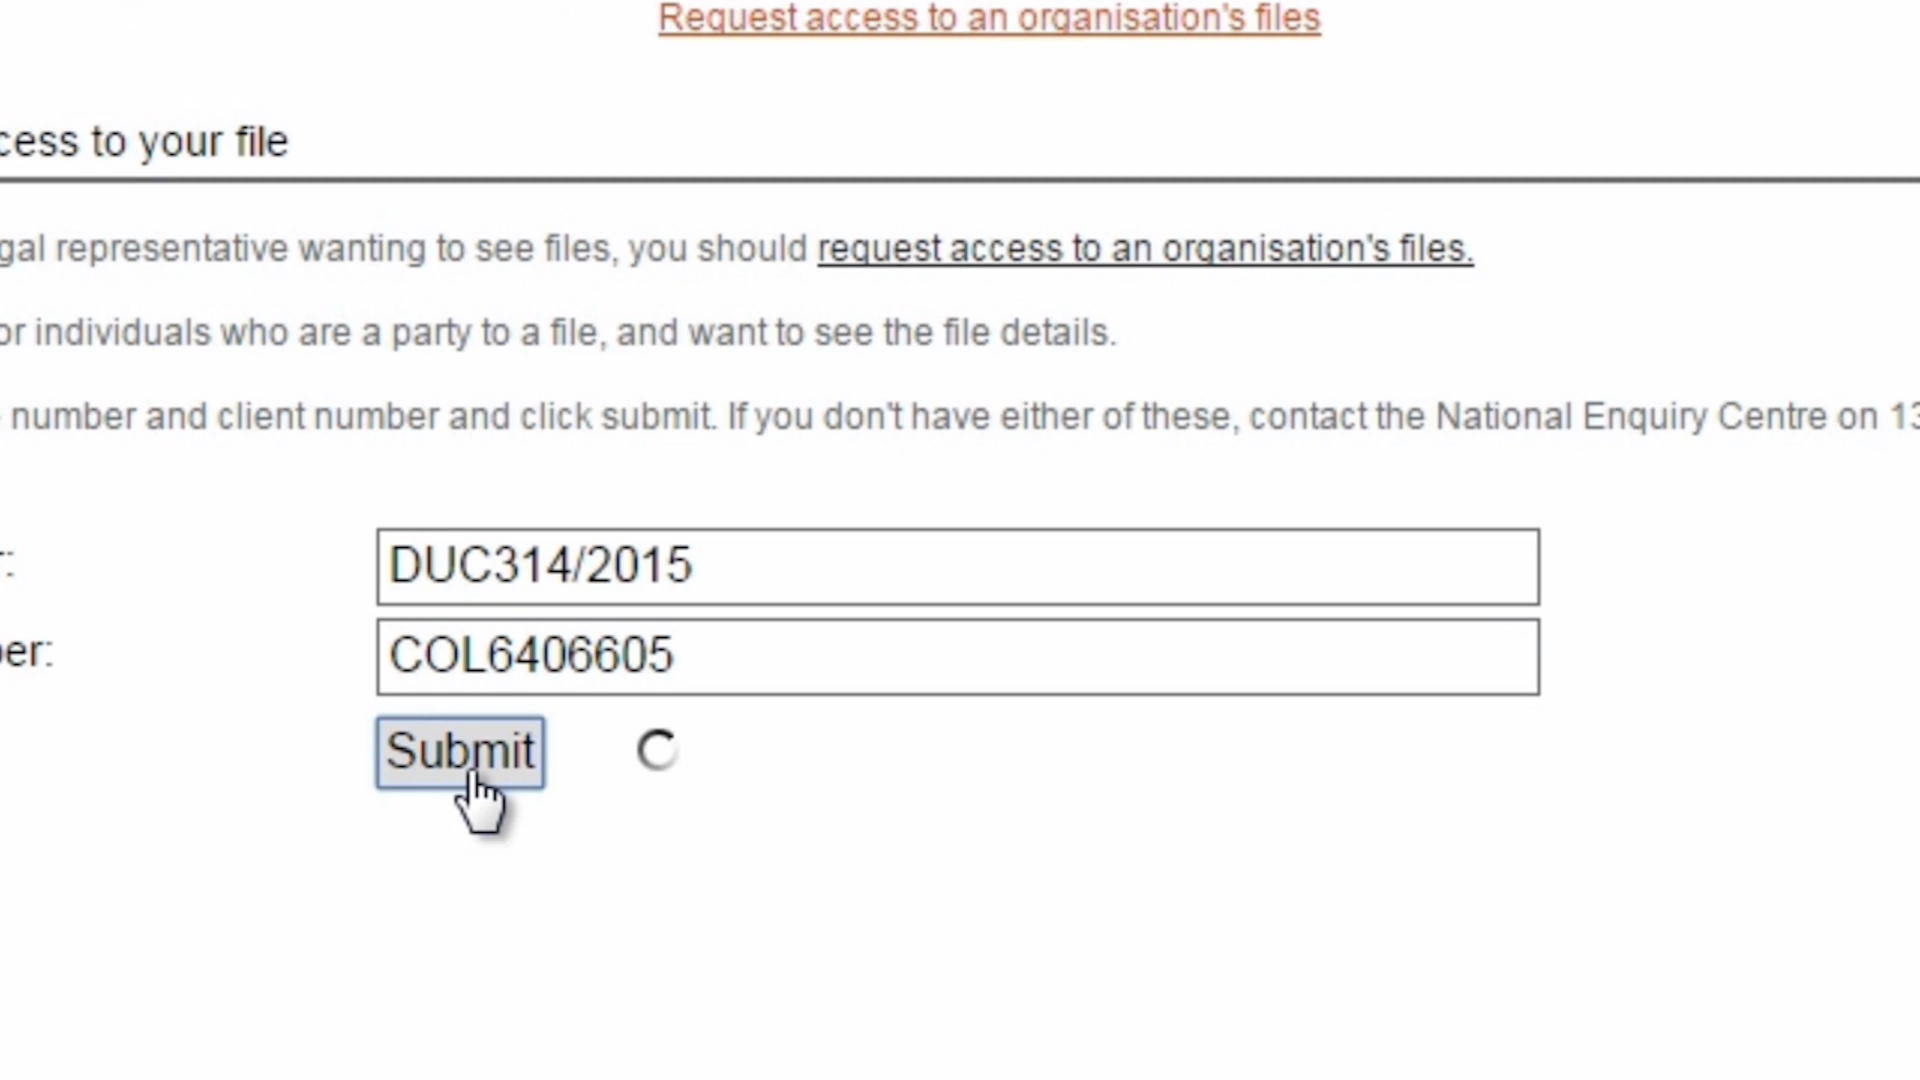 Request access to an organisation's files
cess to your file
gal representative wanting to see files, you should request access to an organisation's files.
or individuals who are a party to a file, and want to see the file details.
number and client number and click submit. If you don't have either of these, contact the National Enquiry Centre on 13
r:
DUC314/2015
er:
COL6406605
Submit